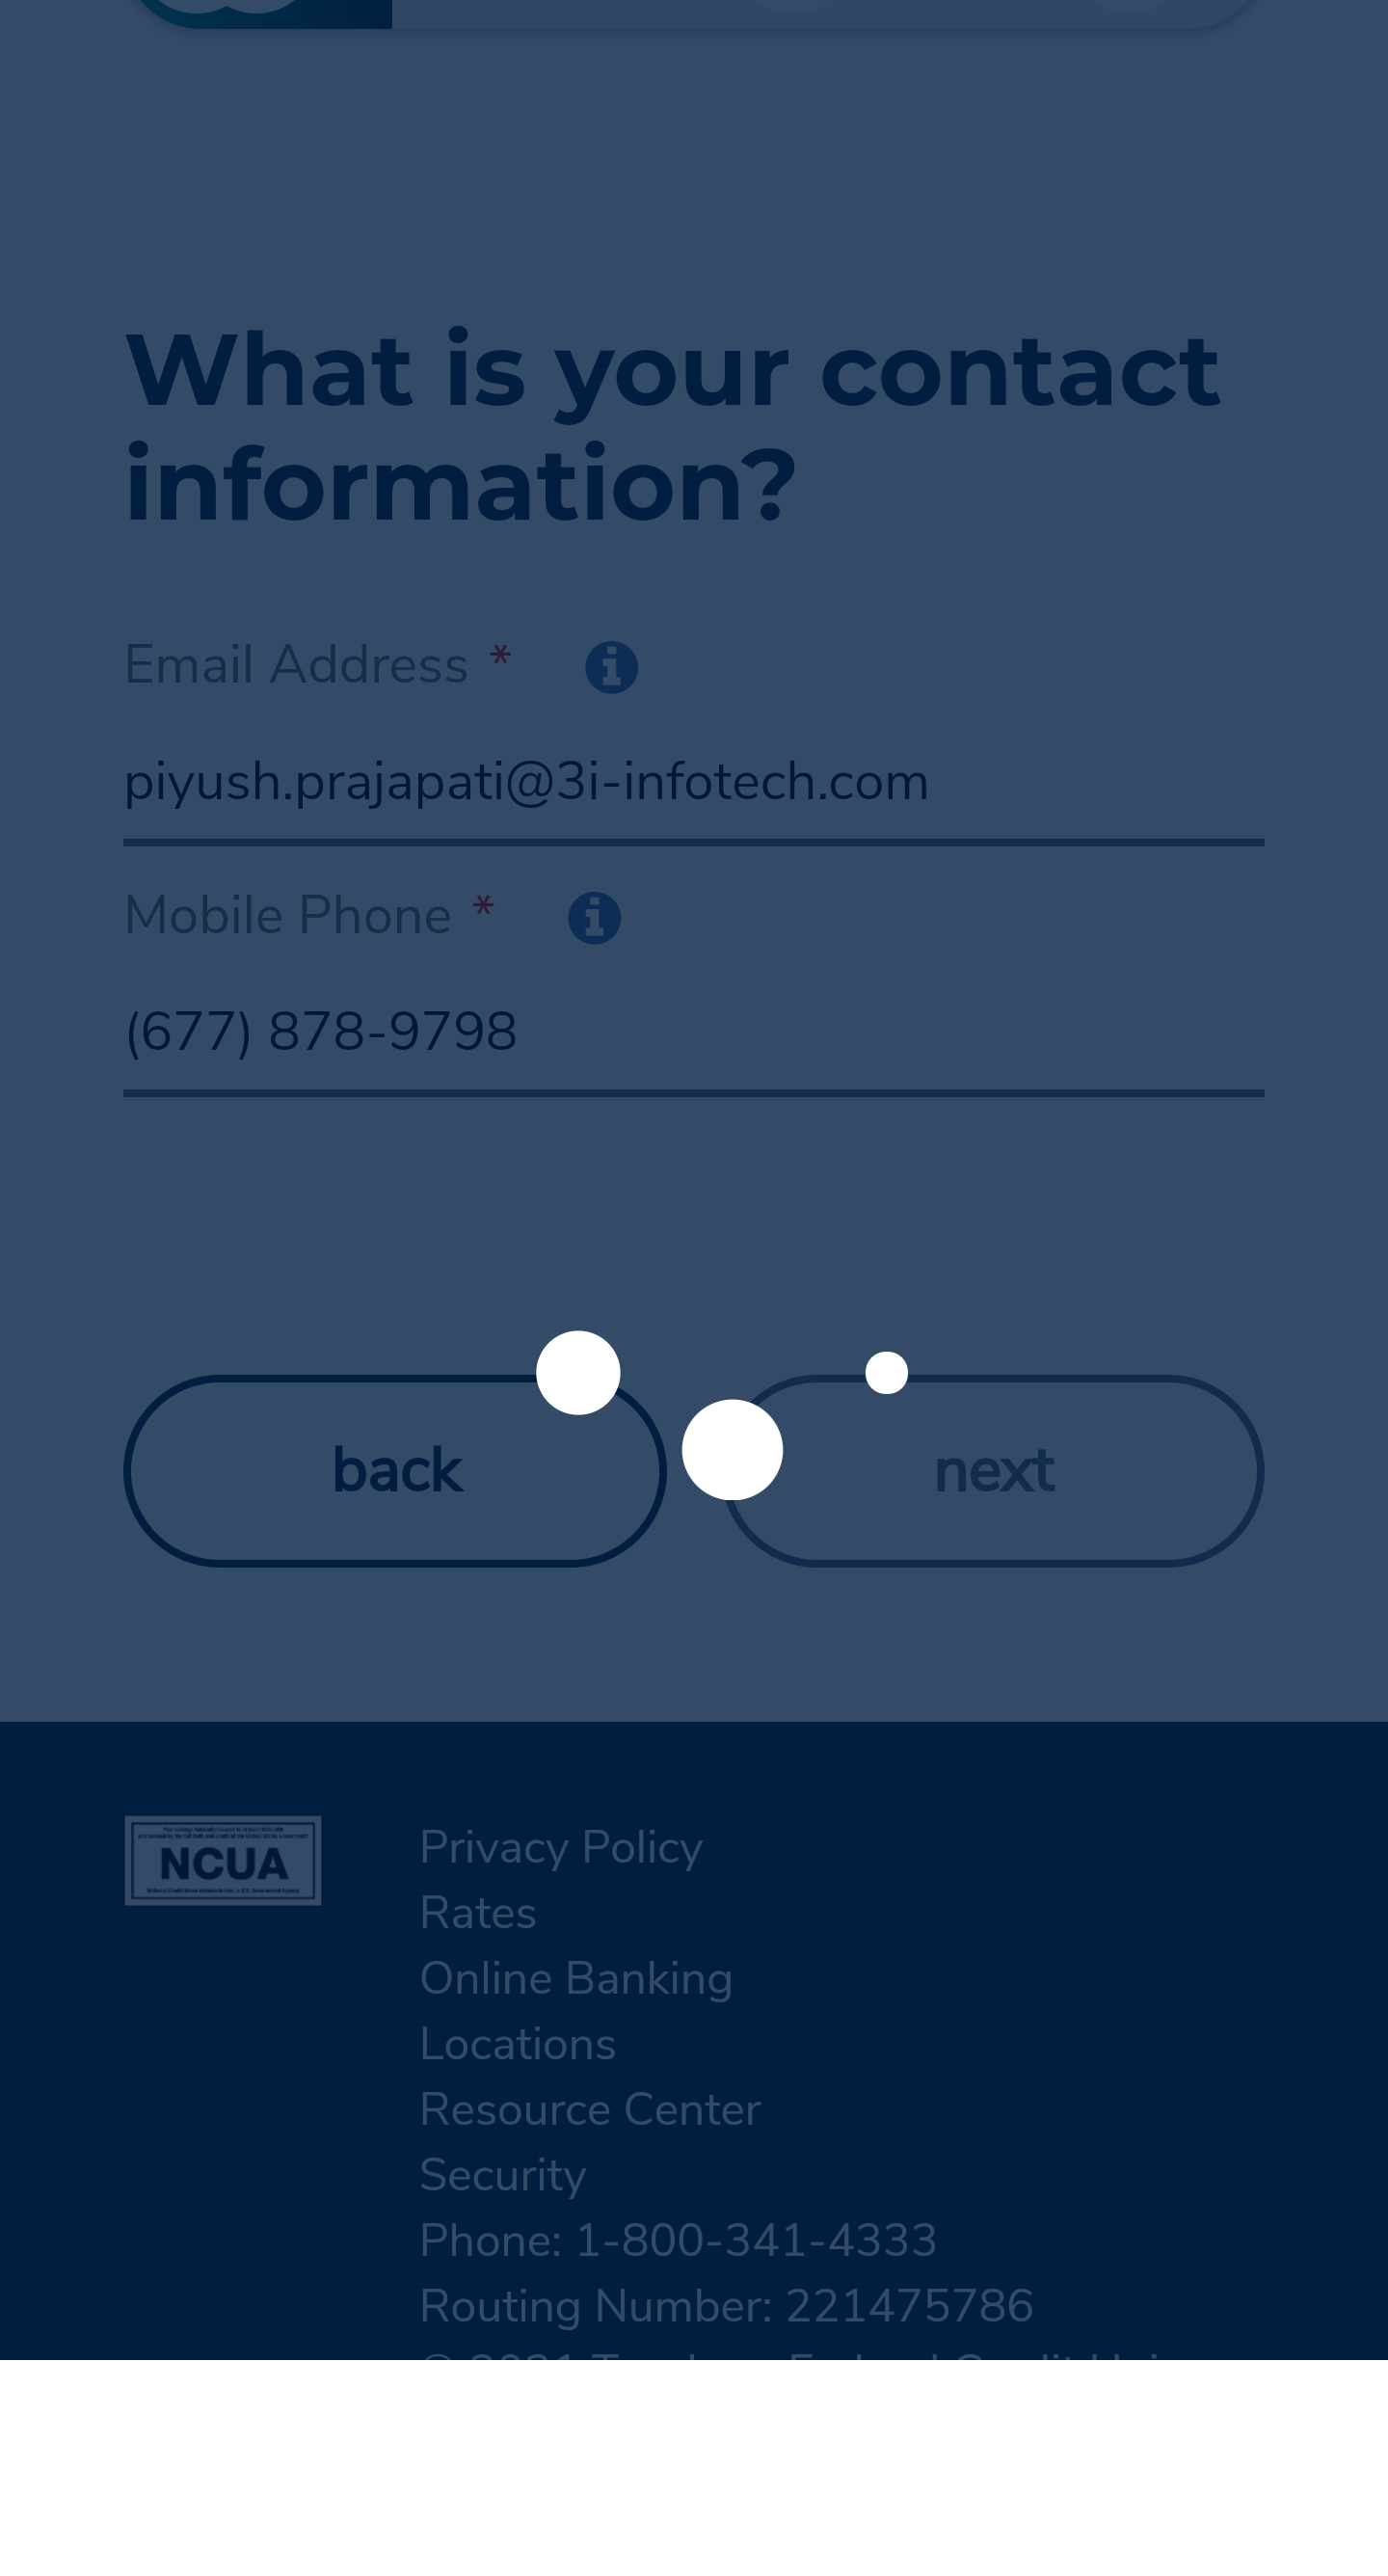 What is your contact
information?
Email Address *
piyush.prajapati@3i-infotech.com
Mobile Phone *
(677) 878-9798
back
next
NCUA
Privacy Policy
Rates
Online Banking
Locations
Resource Center
Security
Phone: 1-800-341-4333
Routing Number: 221475786